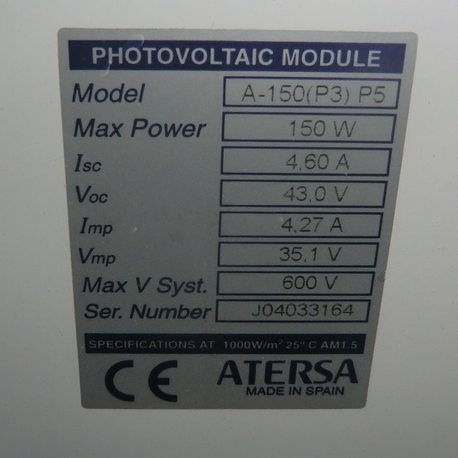 PHOTOVOLTAIC MODULE
Model A-150(P3) P5
Max Power 150 W
Isc 4,60 A
Voc 43,0 V
Imp 4,27 A
Vmp 35,1 V
Max V Syst. 600 V
Ser. Number J04033164
SPECIFICATIONS AT 1000W/m² 25° C AM1.5
CE ATERSA
MADE IN SPAIN